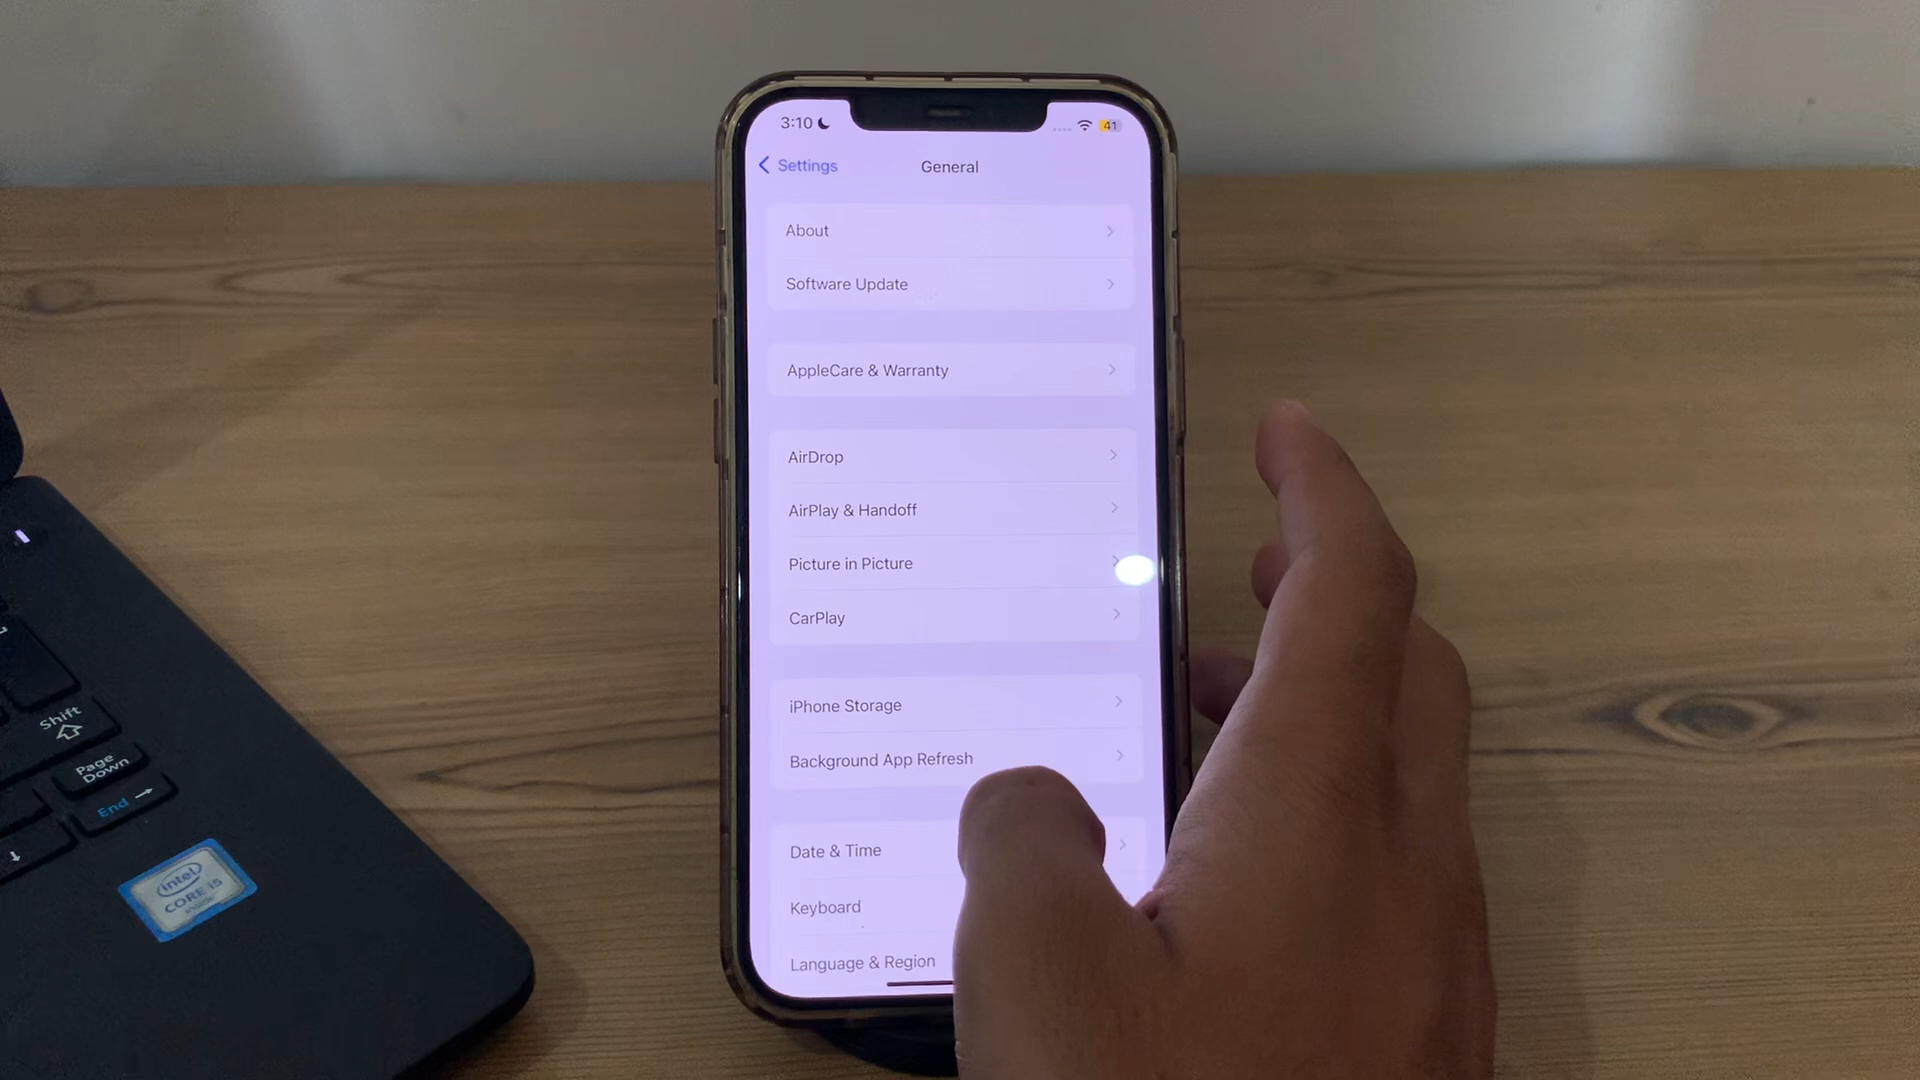 3:10
41
Settings
General
About
Software Update
AppleCare & Warranty
AirDrop
AirPlay & Handoff
Picture in Picture
CarPlay
iPhone Storage
Background App Refresh
Date & Time
Keyboard
Language & Region
Shift
Page
Down
End →
intel
CORE i5
inside